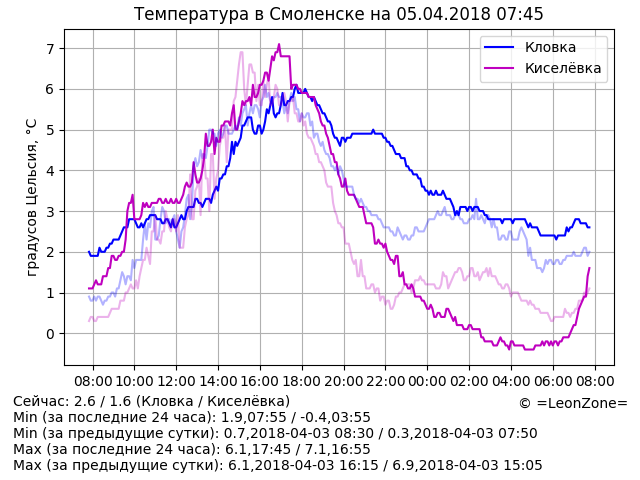 Температура в Смоленске на 05.04.2018 07:45
Кловка
Киселёвка
градусов Цельсия, °C
7
6
5
4
3
2
1
0
08:00 10:00 12:00 14:00 16:00 18:00 20:00 22:00 00:00 02:00 04:00 06:00 08:00
Сейчас: 2.6 / 1.6 (Кловка / Киселёвка)
© =LeonZone=
Min (за последние 24 часа): 1.9,07:55 / -0.4,03:55
Min (за предыдущие сутки): 0.7,2018-04-03 08:30 / 0.3,2018-04-03 07:50
Max (за последние 24 часа): 6.1,17:45 / 7.1,16:55
Max (за предыдущие сутки): 6.1,2018-04-03 16:15 / 6.9,2018-04-03 15:05